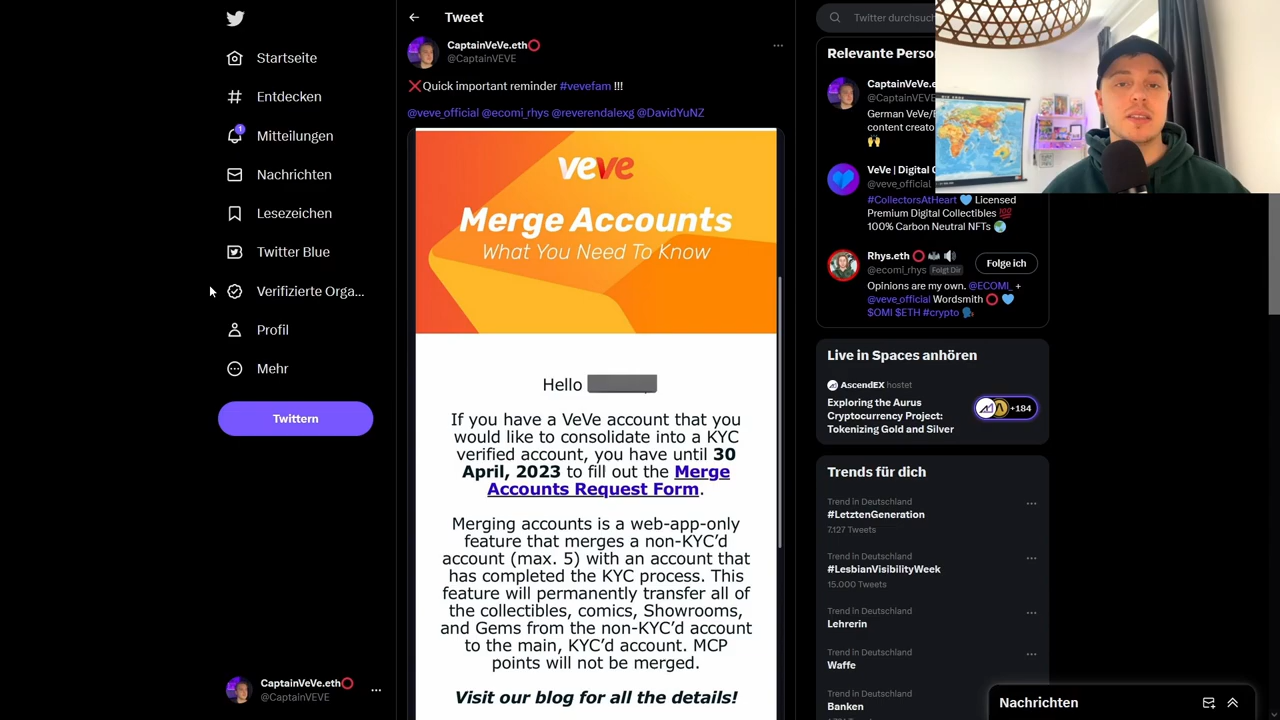 Startseite
Entdecken
1
Mitteilungen
Nachrichten
Lesezeichen
Twitter Blue
Verifizierte Orga...
Profil
Mehr
Twittern
CaptainVeVe.eth⭕
@CaptainVEVE
Tweet
CaptainVeVe.eth⭕
@CaptainVEVE
❌Quick important reminder #vevefam !!!
@veve_official @ecomi_rhys @reverendalexg @DavidYuNZ
veve
Merge Accounts
What You Need To Know
Hello
If you have a VeVe account that you
would like to consolidate into a KYC
verified account, you have until 30
April, 2023 to fill out the Merge
Accounts Request Form.
Merging accounts is a web-app-only
feature that merges a non-KYC’d
account (max. 5) with an account that
has completed the KYC process. This
feature will permanently transfer all of
the collectibles, comics, Showrooms,
and Gems from the non-KYC’d account
to the main, KYC’d account. MCP
points will not be merged.
Visit our blog for all the details!
Twitter durchsuc
Relevante Perso
CaptainVeVe.e
@CaptainVEVE
German VeVe/E
content creato
🙌
VeVe | Digital C
@veve_official
#CollectorsAtHeart 💙 Licensed
Premium Digital Collectibles 💯
100% Carbon Neutral NFTs 🌏
Rhys.eth ⭕
@ecomi_rhys Folgt Dir
Folge ich
Opinions are my own. @ECOMI_ +
@veve_official Wordsmith ⭕ 💙
$OMI $ETH #crypto 🗣
Live in Spaces anhören
AscendEX hostet
Exploring the Aurus
Cryptocurrency Project:
Tokenizing Gold and Silver
+184
Trends für dich
Trend in Deutschland
#LetztenGeneration
7.127 Tweets
Trend in Deutschland
#LesbianVisibilityWeek
15.000 Tweets
Trend in Deutschland
Lehrerin
Trend in Deutschland
Waffe
Trend in Deutschland
Banken
Nachrichten